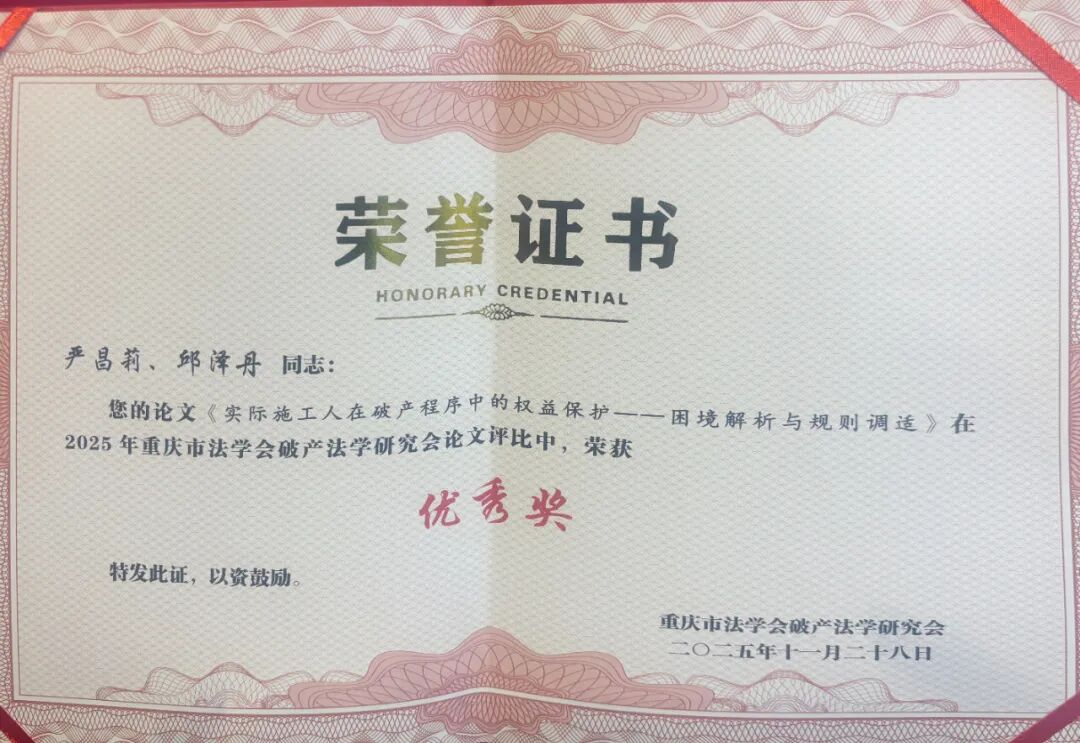 荣誉证书
HONORARY CREDENTIAL
严昌莉、邱泽丹 同志：
您的论文《实际施工人在破产程序中的权益保护——困境解析与规则调适》在
2025年重庆市法学会破产法学研究会论文评比中，荣获
优秀奖
特发此证，以资鼓励。
重庆市法学会破产法学研究会
二〇二五年十一月二十八日